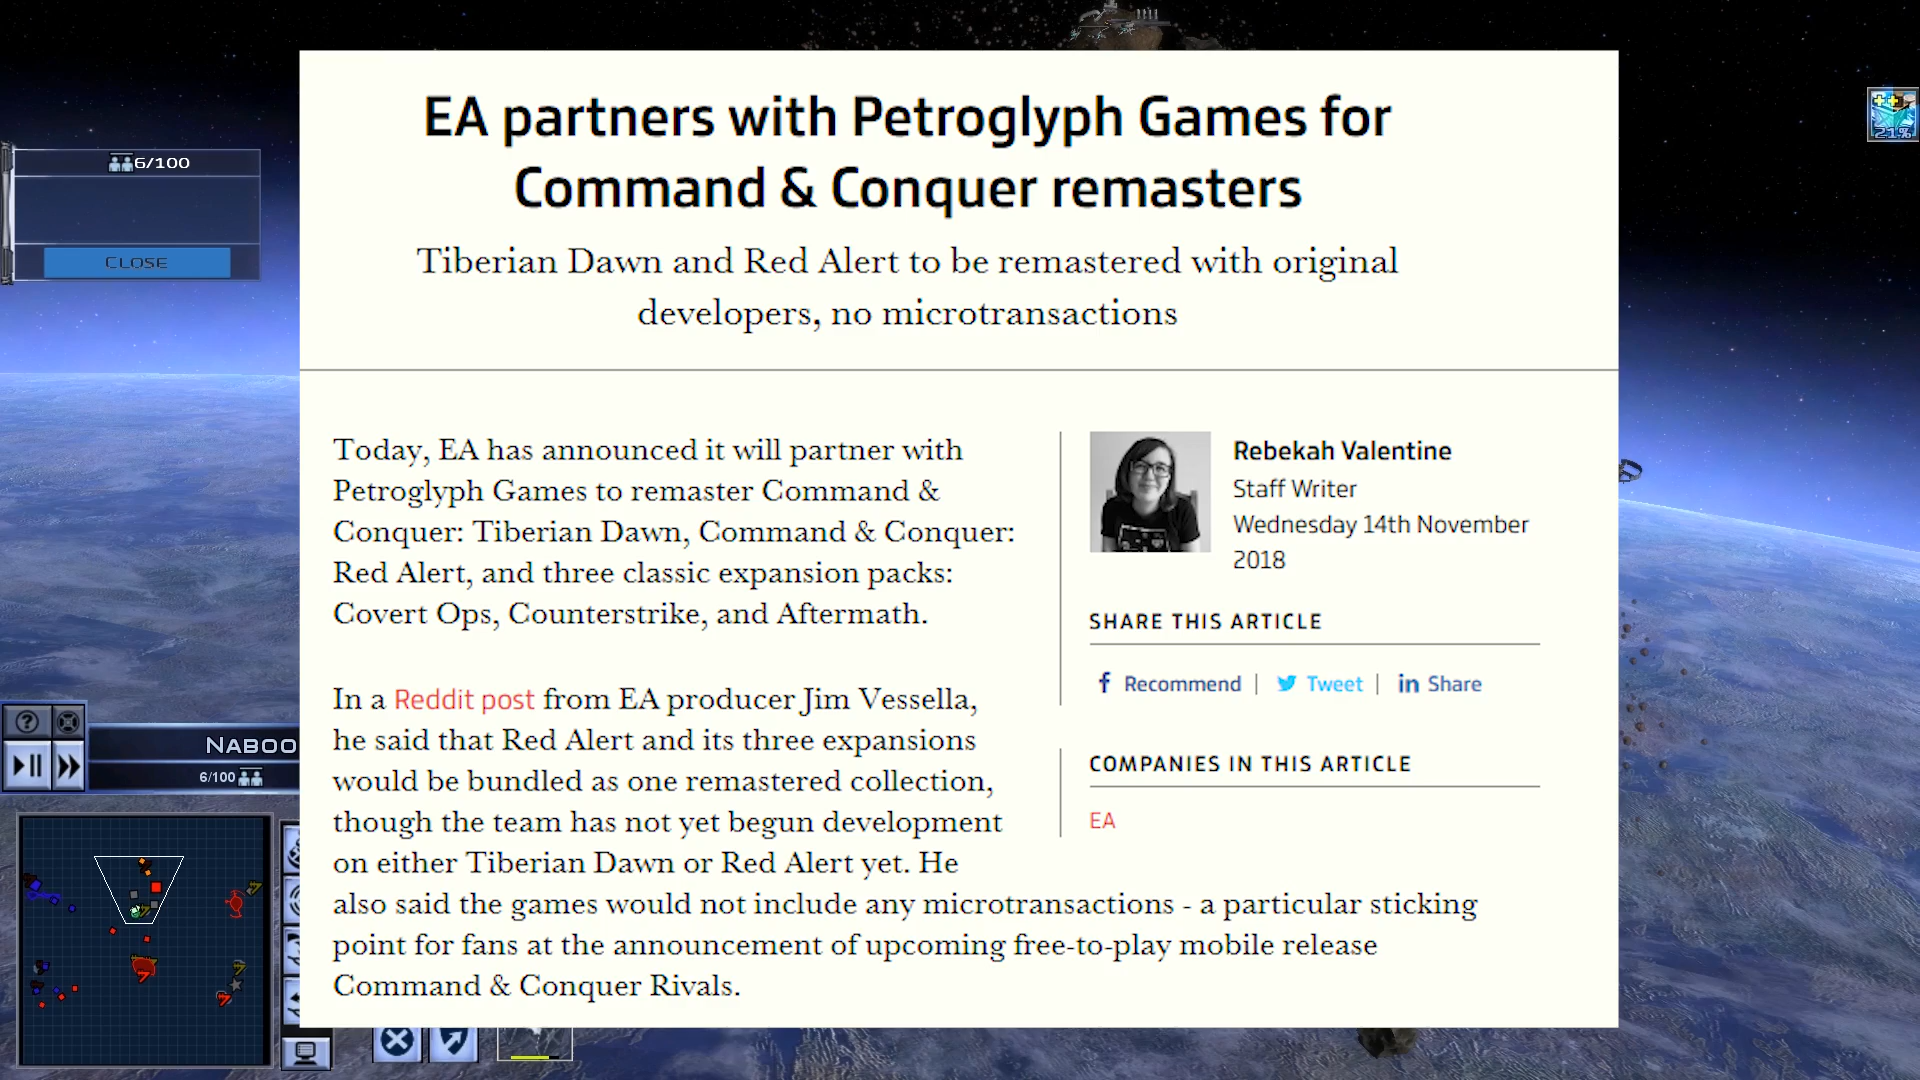 EA partners with Petroglyph Games for
Command & Conquer remasters
Tiberian Dawn and Red Alert to be remastered with original
developers, no microtransactions
Today, EA has announced it will partner with
Petroglyph Games to remaster Command &
Conquer: Tiberian Dawn, Command & Conquer:
Red Alert, and three classic expansion packs:
Covert Ops, Counterstrike, and Aftermath.
In a Reddit post from EA producer Jim Vessella,
he said that Red Alert and its three expansions
would be bundled as one remastered collection,
though the team has not yet begun development
on either Tiberian Dawn or Red Alert yet. He
also said the games would not include any microtransactions - a particular sticking
point for fans at the announcement of upcoming free-to-play mobile release
Command & Conquer Rivals.
Rebekah Valentine
Staff Writer
Wednesday 14th November
2018
SHARE THIS ARTICLE
Recommend | Tweet | in Share
COMPANIES IN THIS ARTICLE
EA
6/100
CLOSE
21%
NABOO
6/100